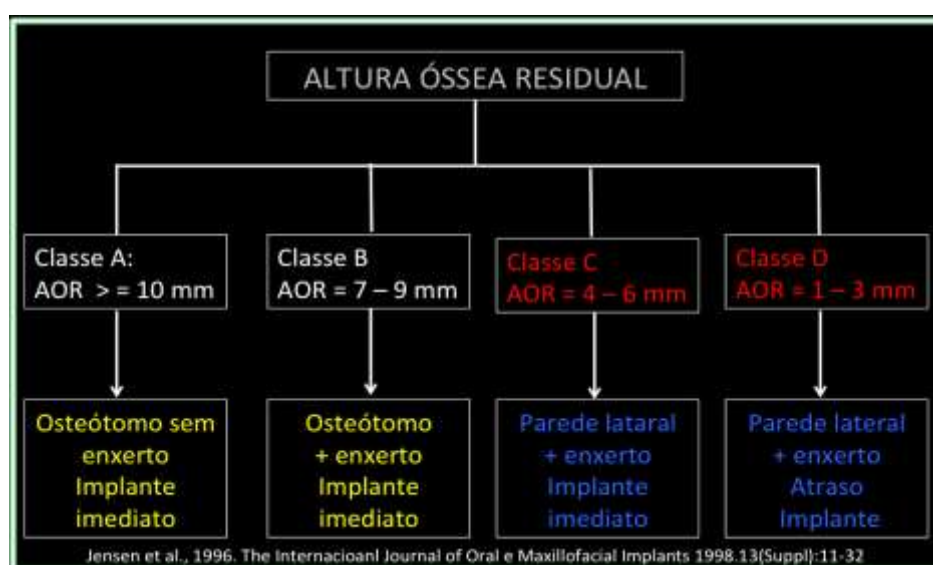 ALTURA ÓSSEA RESIDUAL
Classe A:
AOR > = 10 mm
Classe B
AOR = 7 – 9 mm
Classe C
AOR = 4 – 6 mm
Classe D
AOR = 1 – 3 mm
Osteótomo sem
enxerto
Implante
imediato
Osteótomo
+ enxerto
Implante
imediato
Parede lataral
+ enxerto
Implante
imediato
Parede lateral
+ enxerto
Atraso
Implante
Jensen et al., 1996. The Internacioanl Journal of Oral e Maxillofacial Implants 1998.13(Suppl):11-32